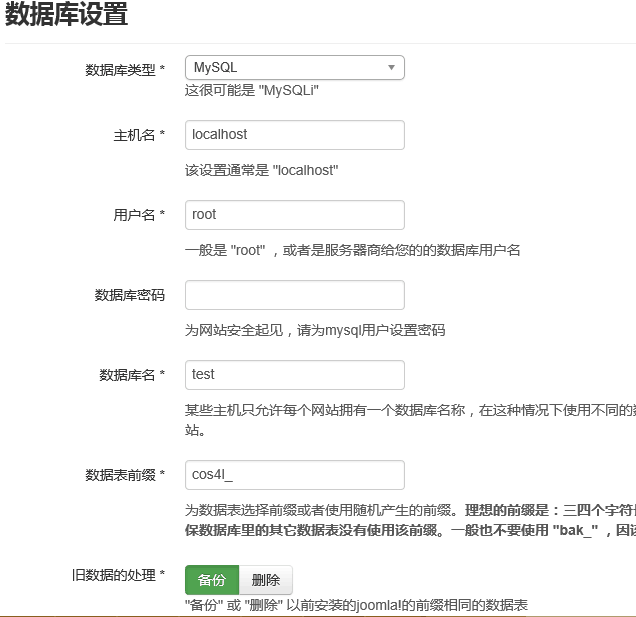 数据库设置
数据库类型 * MySQL
这很可能是 "MySQLi"
主机名 * localhost
该设置通常是 "localhost"
用户名 * root
一般是 "root" ，或者是服务器商给您的的数据库用户名
数据库密码
为网站安全起见，请为mysql用户设置密码
数据库名 * test
某些主机只允许每个网站拥有一个数据库名称，在这种情况下使用不同的
站。
数据表前缀 * cos4l_
为数据表选择前缀或者使用随机产生的前缀。理想的前缀是：三四个字符
保数据库里的其它数据表没有使用该前缀。一般也不要使用 "bak_" ，因
旧数据的处理 * 备份 删除
"备份" 或 "删除" 以前安装的joomla!的前缀相同的数据表